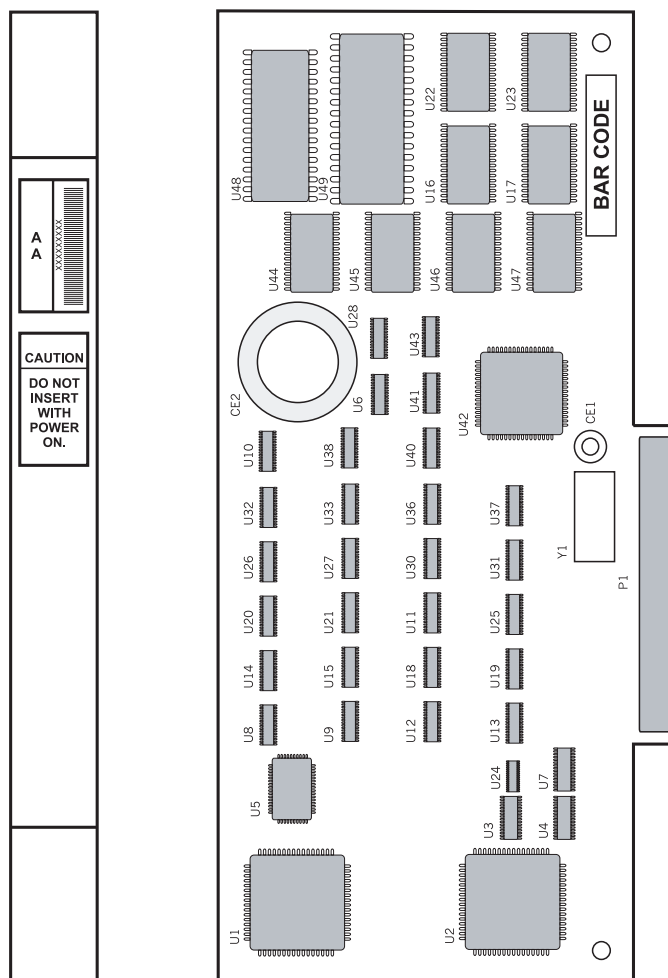 A
A
XXXXXXXXXX
CAUTION
DO NOT
INSERT
WITH
POWER
ON.
U48
U49
U22
U23
U16
U17
BAR CODE
U44
U45
U46
U47
CE2
U28
U43
U6
U41
U42
CE1
U10
U38
U40
U32
U33
U36
U37
Y1
U26
U27
U30
U31
P1
U20
U21
U11
U25
U14
U15
U18
U19
U8
U9
U12
U13
U5
U24
U7
U3
U4
U1
U2